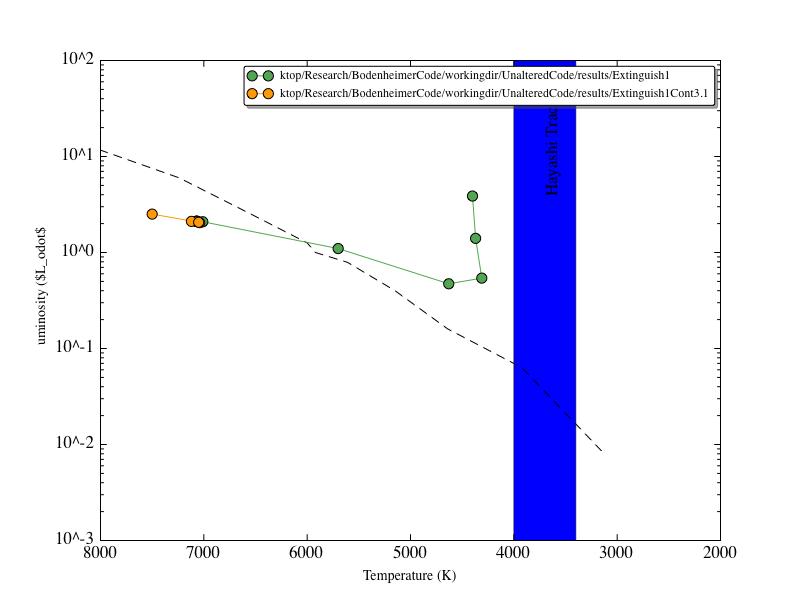 10^2
ktop/Research/BodenheimerCode/workingdir/UnalteredCode/results/Extinguish1
ktop/Research/BodenheimerCode/workingdir/UnalteredCode/results/Extinguish1Cont3.1
Hayashi Trac
10^1
10^0
10^-1
10^-2
10^-3
uminosity ($L_odot$
8000 7000 6000 5000 4000 3000 2000
Temperature (K)